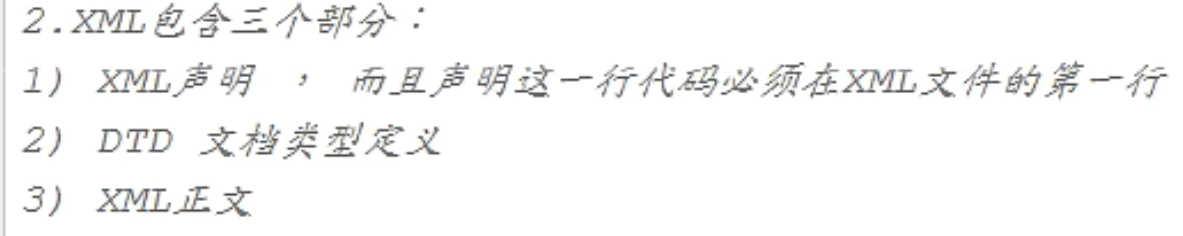 2.XML包含三个部分：
1) XML声明 ， 而且声明这一行代码必须在XML文件的第一行
2) DTD 文档类型定义
3) XML正文